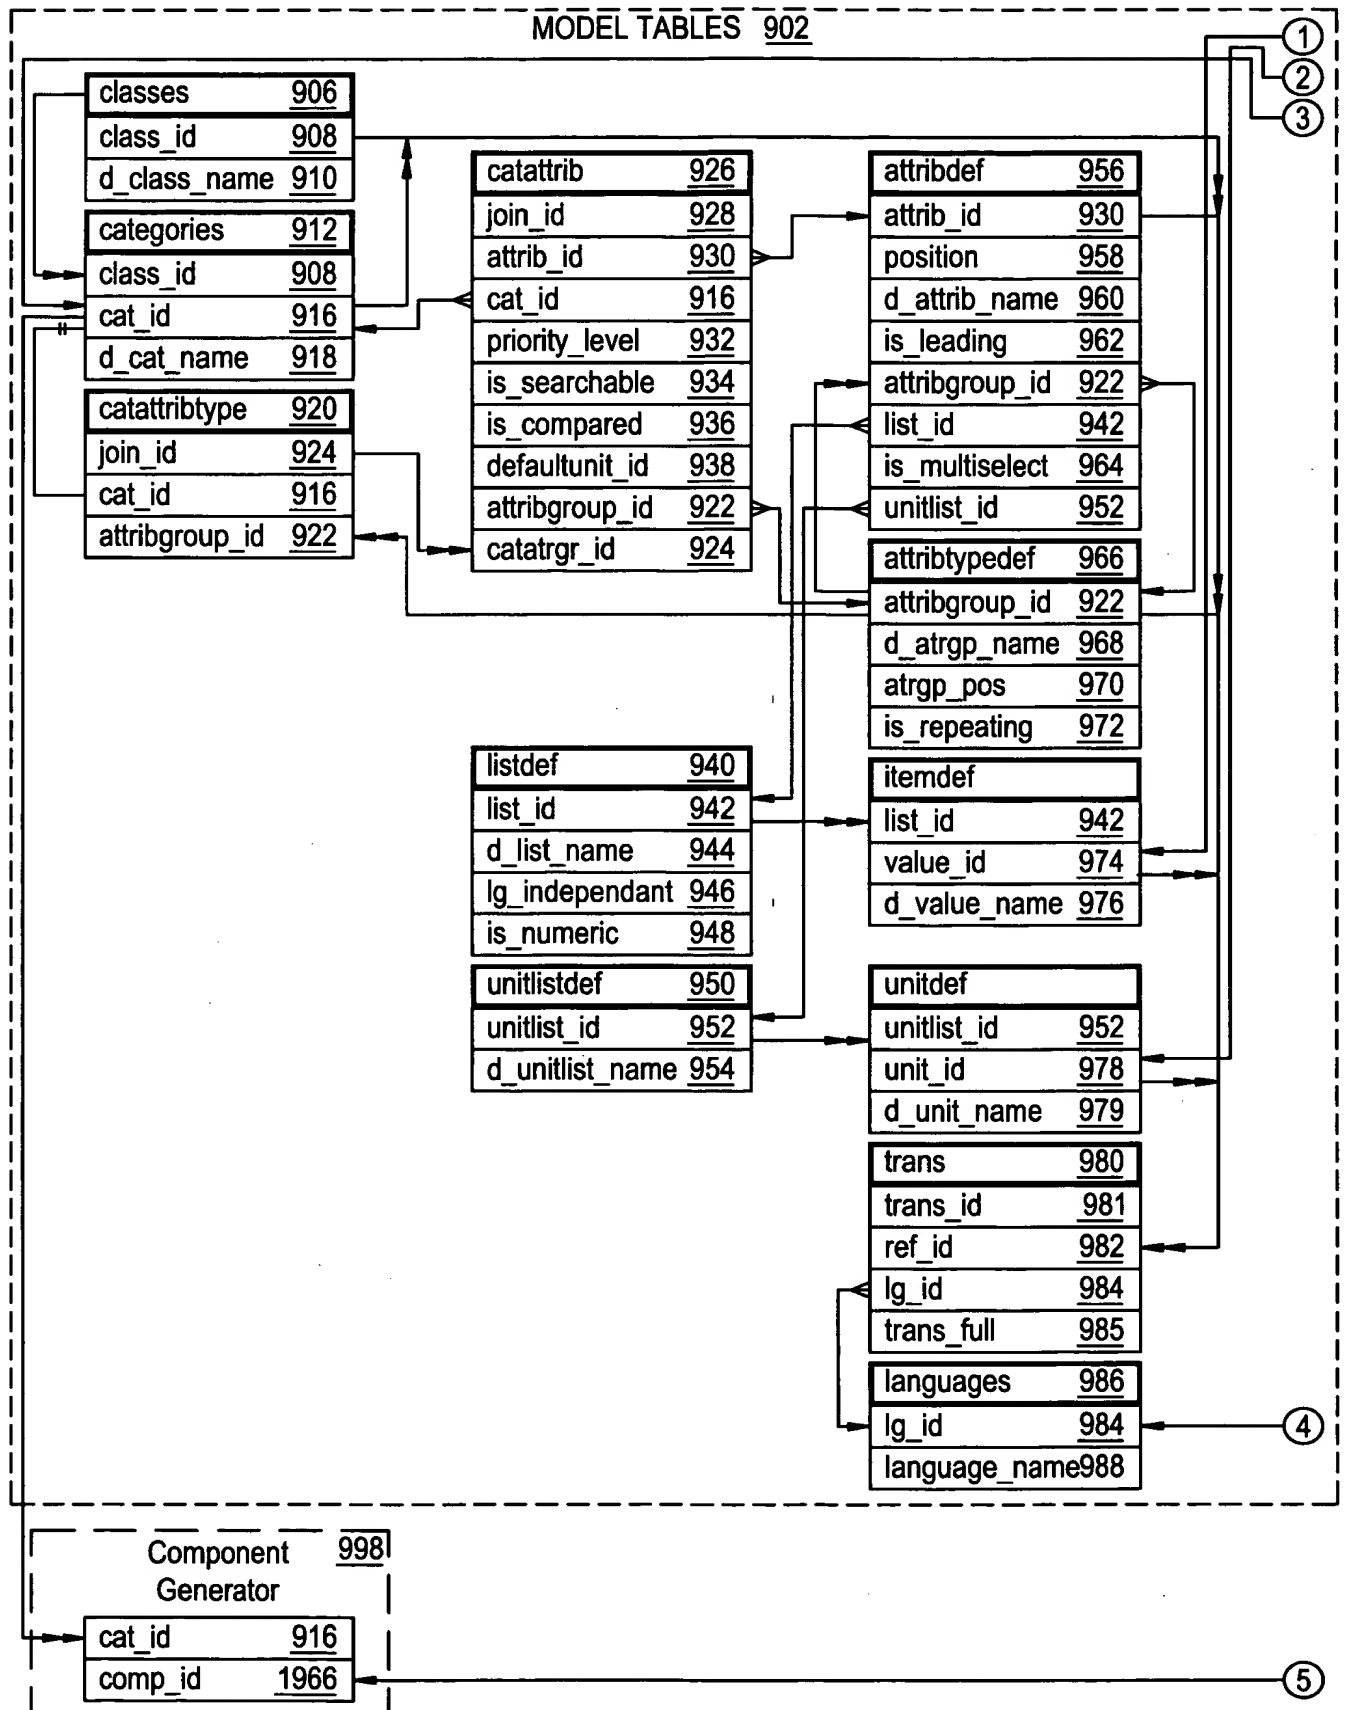 MODEL TABLES 902
1
2
3
classes 906
class_id 908
d_class_name 910
categories 912
class_id 908
cat_id 916
d_cat_name 918
catattribtype 920
join_id 924
cat_id 916
attribgroup_id 922
catattrib 926
join_id 928
attrib_id 930
cat_id 916
priority_level 932
is_searchable 934
is_compared 936
defaultunit_id 938
attribgroup_id 922
catatrgr_id 924
attribdef 956
attrib_id 930
position 958
d_attrib_name 960
is_leading 962
attribgroup_id 922
list_id 942
is_multiselect 964
unitlist_id 952
attribtypedef 966
attribgroup_id 922
d_atrgp_name 968
atrgp_pos 970
is_repeating 972
listdef 940
list_id 942
d_list_name 944
lg_independant 946
is_numeric 948
unitlistdef 950
unitlist_id 952
d_unitlist_name 954
itemdef
list_id 942
value_id 974
d_value_name 976
unitdef
unitlist_id 952
unit_id 978
d_unit_name 979
trans 980
trans_id 981
ref_id 982
lg_id 984
trans_full 985
languages 986
lg_id 984
language_name988
4
Component 998
Generator
cat_id 916
comp_id 1966
5